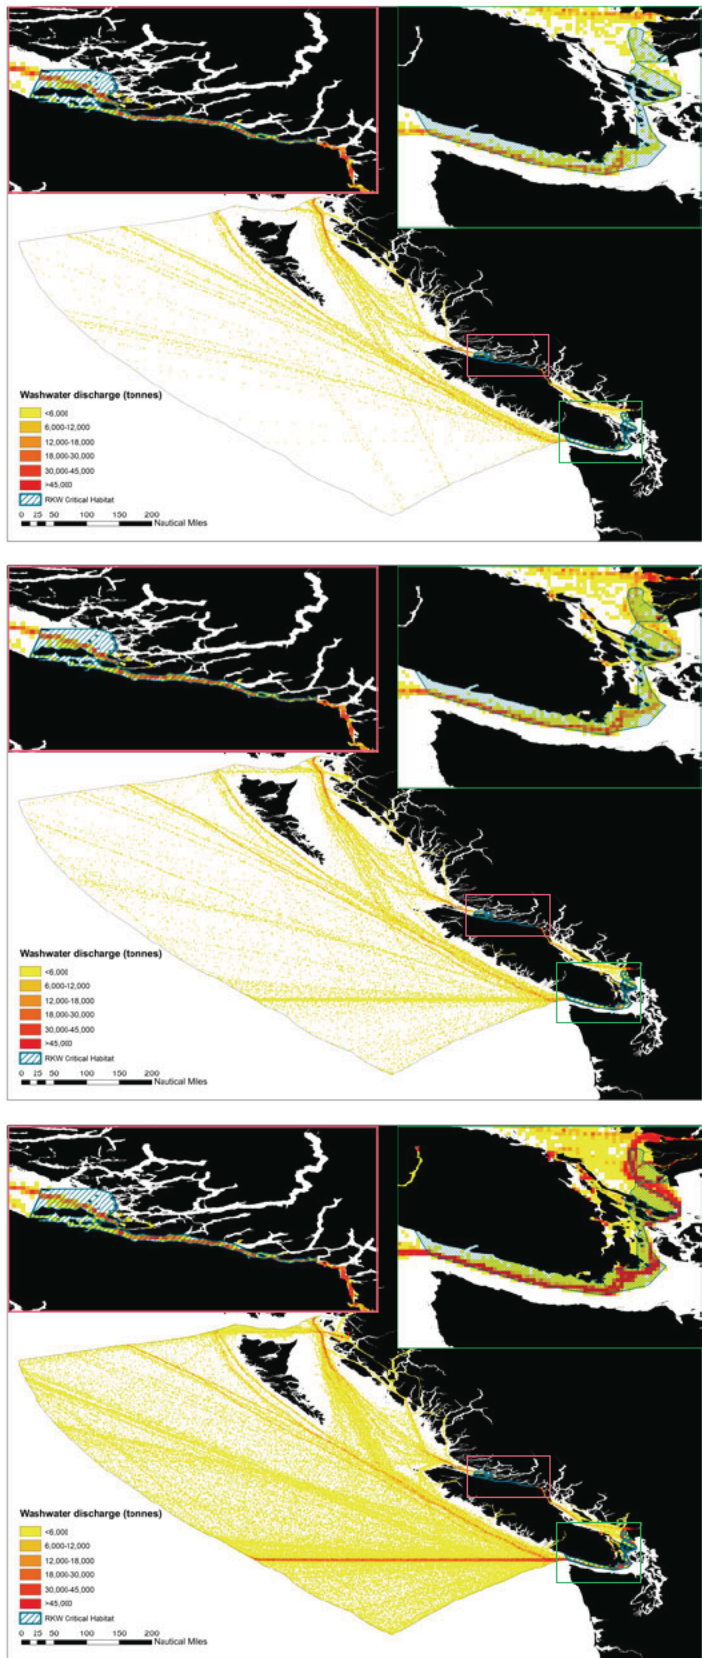 Washwater discharge (tonnes)
<6,000
6,000-12,000
12,000-18,000
18,000-30,000
30,000-45,000
>45,000
RKW Critical Habitat
0 25 50 100 150 200
Nautical Miles
Washwater discharge (tonnes)
<6,000
6,000-12,000
12,000-18,000
18,000-30,000
30,000-45,000
>45,000
RKW Critical Habitat
0 25 50 100 150 200
Nautical Miles
Washwater discharge (tonnes)
<6,000
6,000-12,000
12,000-18,000
18,000-30,000
30,000-45,000
>45,000
RKW Critical Habitat
0 25 50 100 150 200
Nautical Miles